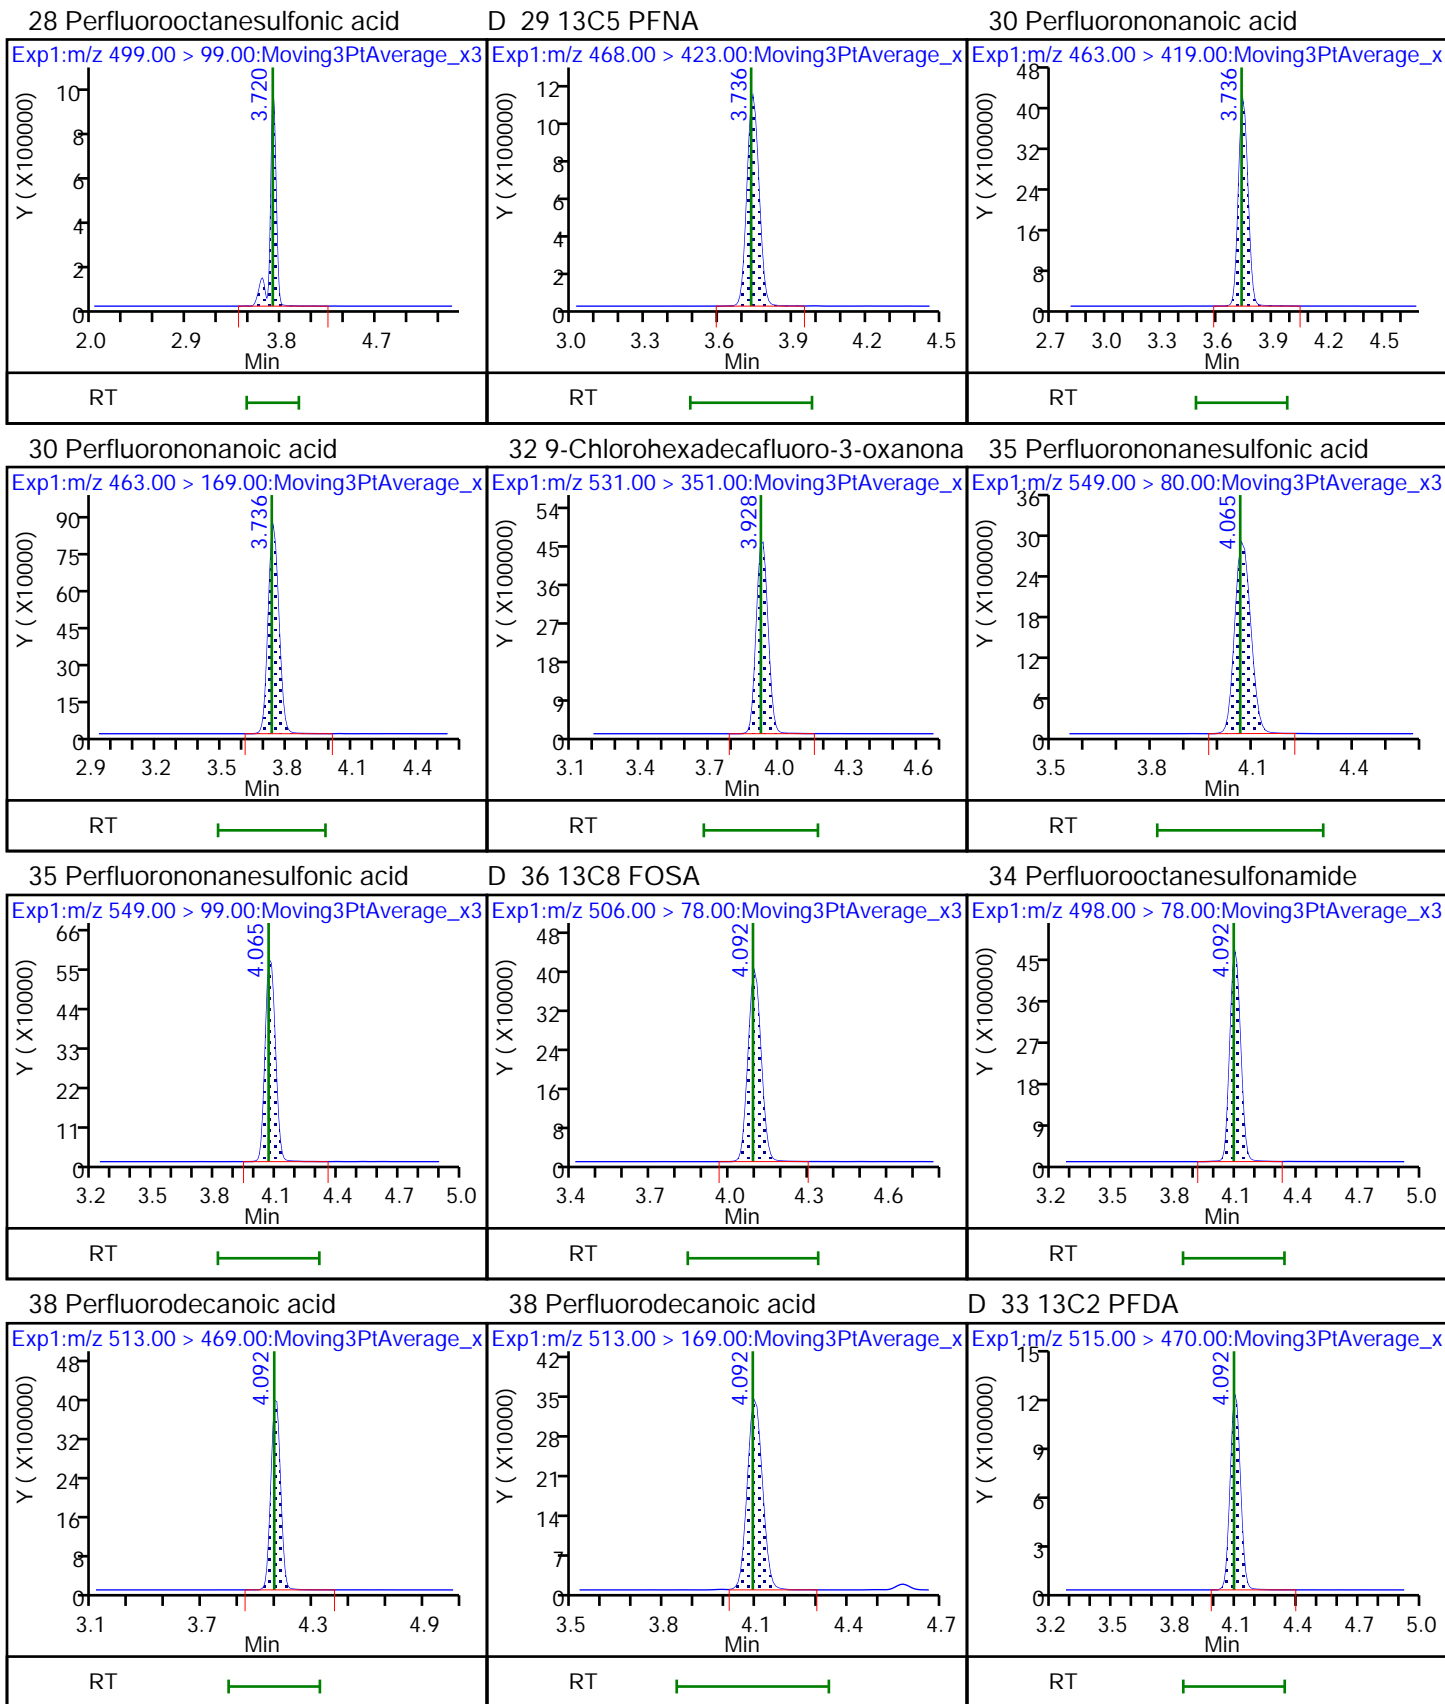 28 Perfluorooctanesulfonic acid
Exp1:m/z 499.00 > 99.00:Moving3PtAverage_x3
Y ( X100000)
10
8
6
4
2
0
3.720
2.0 2.9 3.8 4.7
Min
RT
D 29 13C5 PFNA
Exp1:m/z 468.00 > 423.00:Moving3PtAverage_x
Y ( X100000)
12
10
8
6
4
2
0
3.736
3.0 3.3 3.6 3.9 4.2 4.5
Min
RT
30 Perfluorononanoic acid
Exp1:m/z 463.00 > 419.00:Moving3PtAverage_x
Y ( X100000)
48
40
32
24
16
8
0
3.736
2.7 3.0 3.3 3.6 3.9 4.2 4.5
Min
RT
30 Perfluorononanoic acid
Exp1:m/z 463.00 > 169.00:Moving3PtAverage_x
Y ( X10000)
90
75
60
45
30
15
0
3.736
2.9 3.2 3.5 3.8 4.1 4.4
Min
RT
32 9-Chlorohexadecafluoro-3-oxanona
Exp1:m/z 531.00 > 351.00:Moving3PtAverage_x
Y ( X100000)
54
45
36
27
18
9
0
3.928
3.1 3.4 3.7 4.0 4.3 4.6
Min
RT
35 Perfluorononanesulfonic acid
Exp1:m/z 549.00 > 80.00:Moving3PtAverage_x3
Y ( X100000)
36
30
24
18
12
6
0
4.065
3.5 3.8 4.1 4.4
Min
RT
35 Perfluorononanesulfonic acid
Exp1:m/z 549.00 > 99.00:Moving3PtAverage_x3
Y ( X10000)
66
55
44
33
22
11
0
4.065
3.2 3.5 3.8 4.1 4.4 4.7 5.0
Min
RT
D 36 13C8 FOSA
Exp1:m/z 506.00 > 78.00:Moving3PtAverage_x3
Y ( X100000)
48
40
32
24
16
8
0
4.092
3.4 3.7 4.0 4.3 4.6
Min
RT
34 Perfluorooctanesulfonamide
Exp1:m/z 498.00 > 78.00:Moving3PtAverage_x3
Y ( X100000)
45
36
27
18
9
0
4.092
3.2 3.5 3.8 4.1 4.4 4.7 5.0
Min
RT
38 Perfluorodecanoic acid
Exp1:m/z 513.00 > 469.00:Moving3PtAverage_x
Y ( X100000)
48
40
32
24
16
8
0
4.092
3.1 3.7 4.3 4.9
Min
RT
38 Perfluorodecanoic acid
Exp1:m/z 513.00 > 169.00:Moving3PtAverage_x
Y ( X10000)
42
35
28
21
14
7
0
4.092
3.5 3.8 4.1 4.4 4.7
Min
RT
D 33 13C2 PFDA
Exp1:m/z 515.00 > 470.00:Moving3PtAverage_x
Y ( X100000)
15
12
9
6
3
0
4.092
3.2 3.5 3.8 4.1 4.4 4.7 5.0
Min
RT